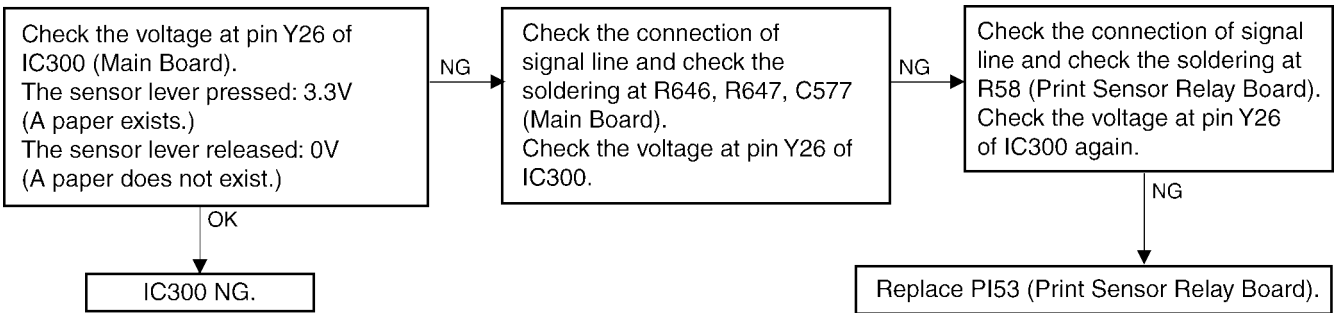 Check the voltage at pin Y26 of
IC300 (Main Board).
The sensor lever pressed: 3.3V
(A paper exists.)
The sensor lever released: 0V
(A paper does not exist.)
NG
Check the connection of
signal line and check the
soldering at R646, R647, C577
(Main Board).
Check the voltage at pin Y26 of
IC300.
NG
Check the connection of signal
line and check the soldering at
R58 (Print Sensor Relay Board).
Check the voltage at pin Y26
of IC300 again.
OK
NG
IC300 NG.
Replace PI53 (Print Sensor Relay Board).